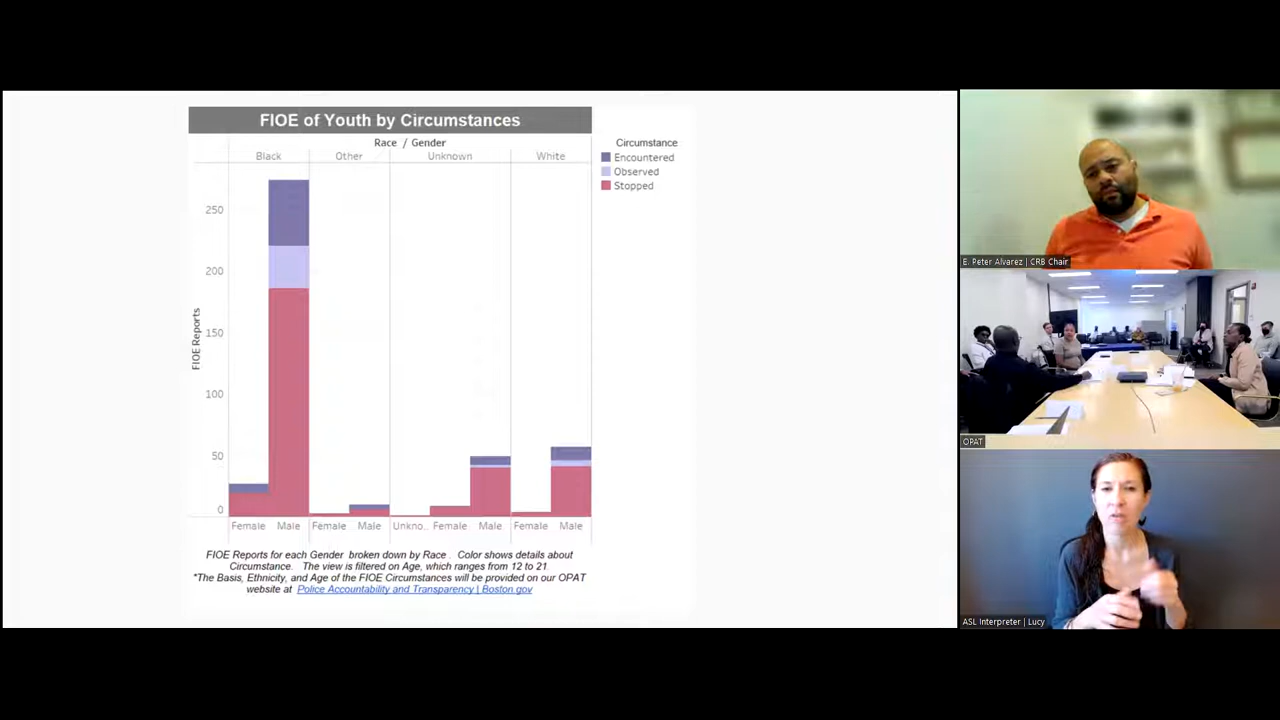 FIOE of Youth by Circumstances
Race / Gender
Black Other Unknown White
Circumstance
Encountered
Observed
Stopped
FIOE Reports
250
200
150
100
50
0
Female Male Female Male Unkno.. Female Male Female Male
FIOE Reports for each Gender broken down by Race . Color shows details about
Circumstance. The view is filtered on Age, which ranges from 12 to 21
*The Basis, Ethnicity, and Age of the FIOE Circumstances will be provided on our OPAT
website at Police Accountability and Transparency | Boston.gov
E. Peter Alvarez | CRB Chair
OPAT
ASL Interpreter | Lucy